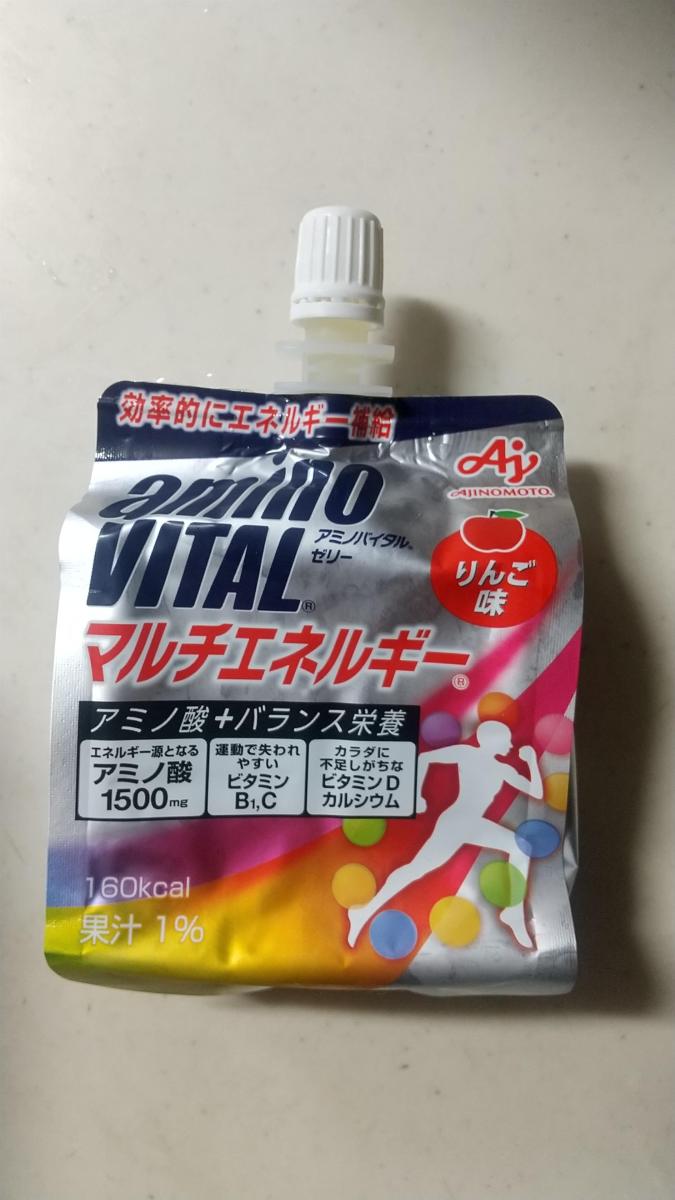 効率的にエネルギー補給
Aj
AJINOMOTO®
amino
VITAL®
アミノバイタル®
ゼリー
りんご
味
マルチエネルギー®
アミノ酸+バランス栄養
エネルギー源となる
アミノ酸
1500mg
運動で失われ
やすい
ビタミン
B1,C
カラダに
不足しがちな
ビタミンD
カルシウム
160kcal
果汁 1%